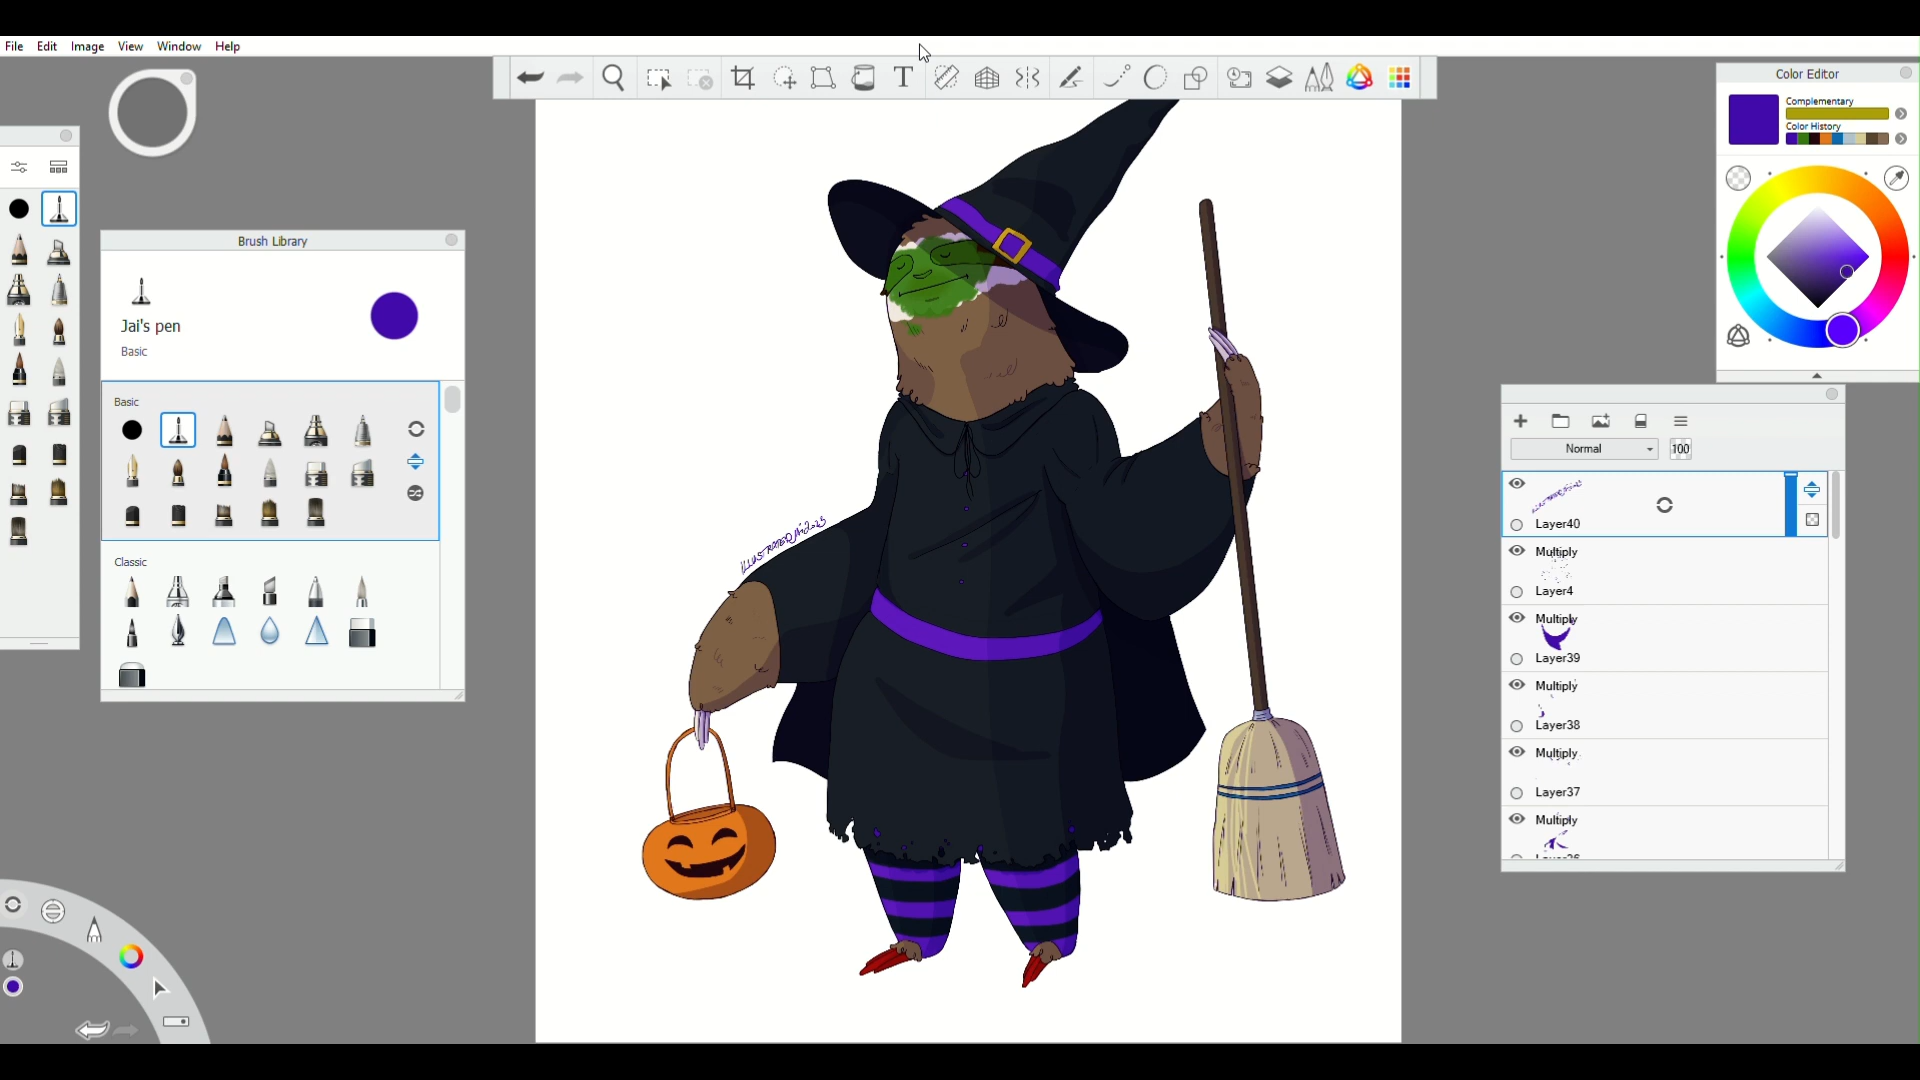 File Edit Image View Window Help
T
Color Editor
Complementary
Color History
Brush Library
Jai's pen
Basic
Basic
Classic
Normal 100
Layer40
Multiply
Layer4
Multiply
Layer39
Multiply
Layer38
Multiply
Layer37
Multiply